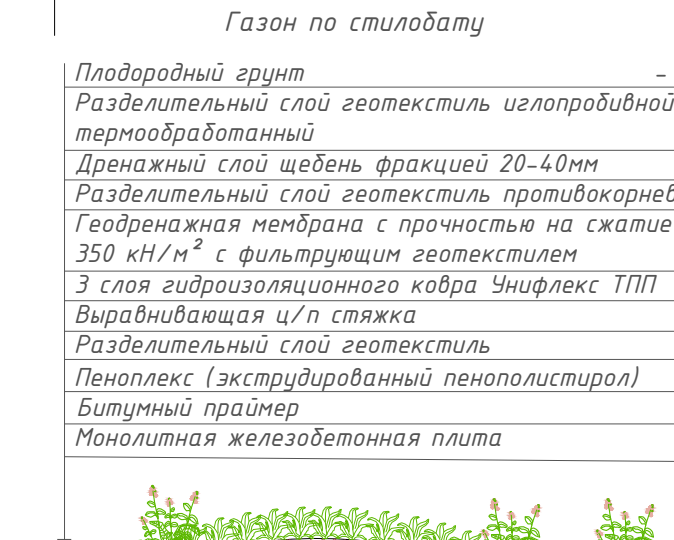 Газон по стилобату
Плодородный грунт -
Разделительный слой геотекстиль иглопробивной
термообработанный
Дренажный слой щебень фракцией 20-40мм
Разделительный слой геотекстиль противокорнев
Геодренажная мембрана с прочностью на сжатие
350 кН/м² с фильтрующим геотекстилем
3 слоя гидроизоляционного ковра Унифлекс ТПП
Выравнивающая ц/п стяжка
Разделительный слой геотекстиль
Пеноплекс (экструдированный пенополистирол)
Битумный праймер
Монолитная железобетонная плита